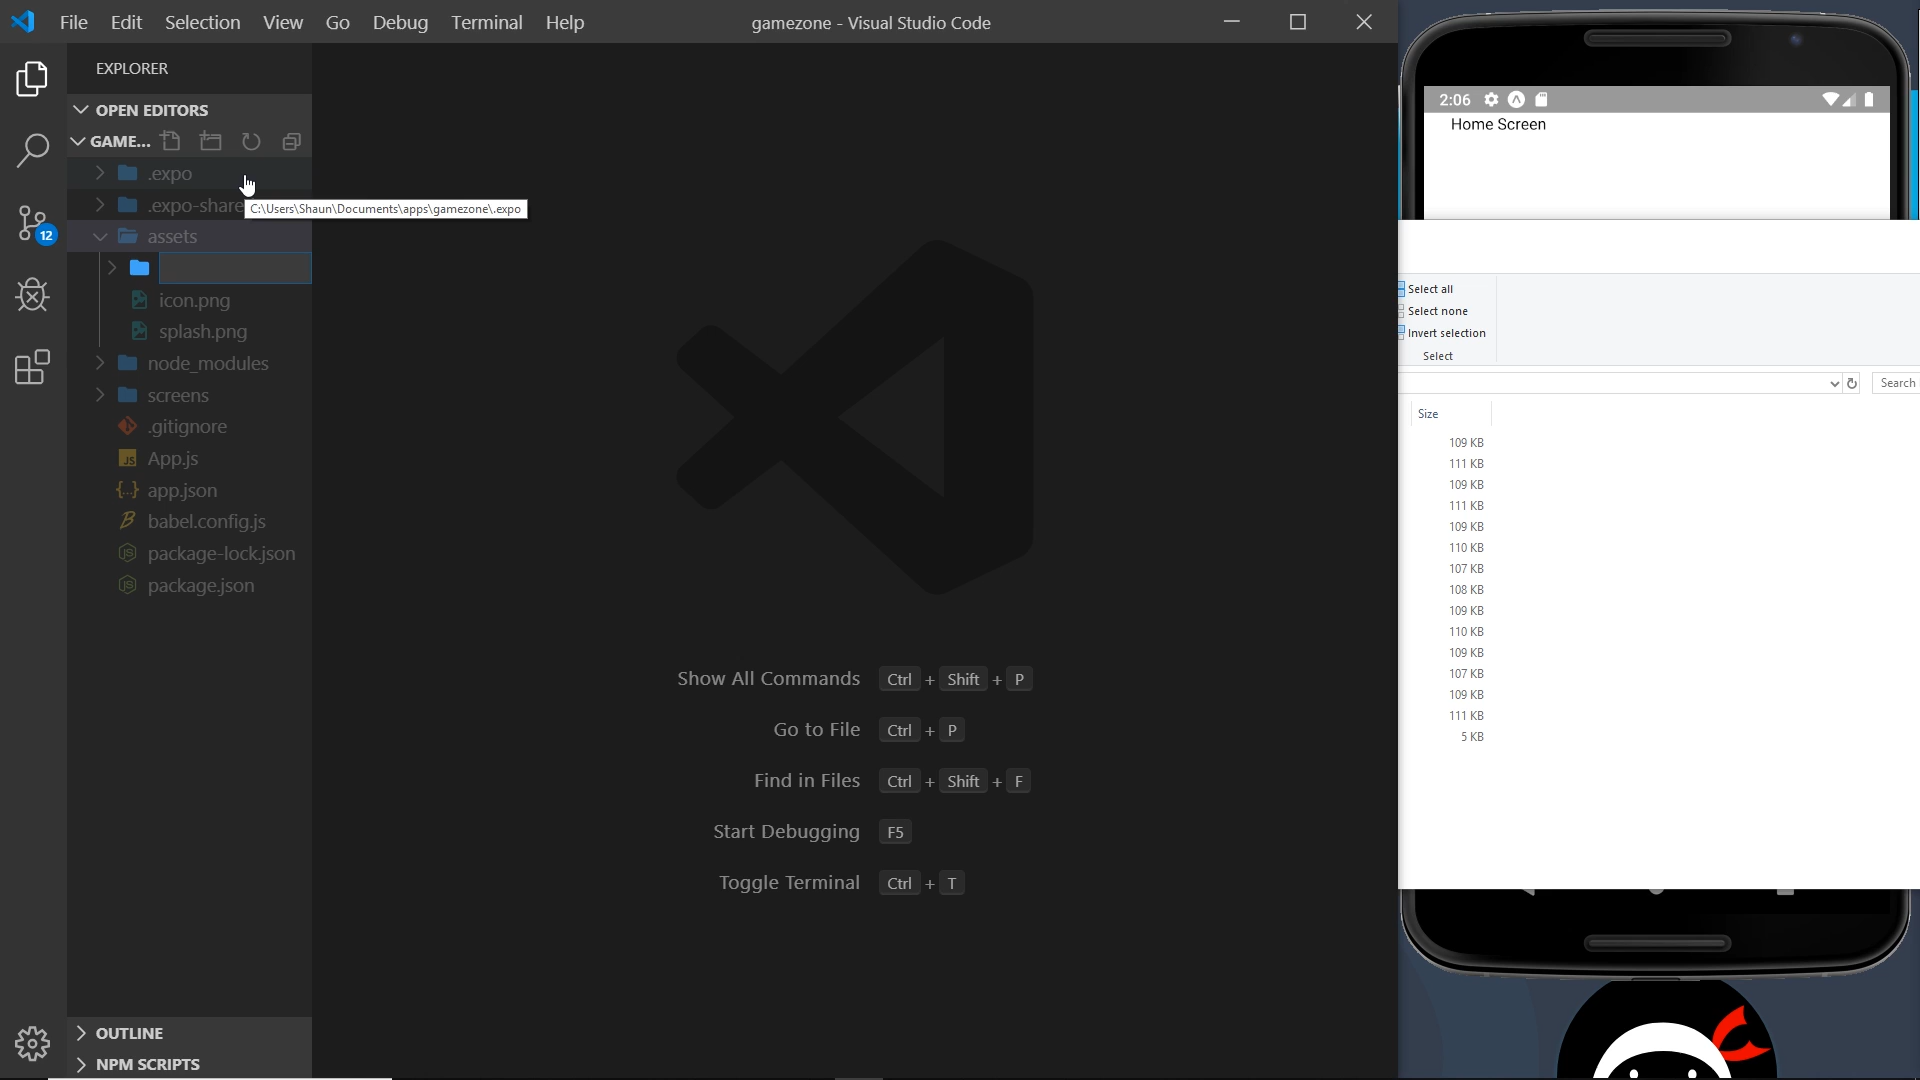 File Edit Selection View Go Debug Terminal Help
gamezone - Visual Studio Code
EXPLORER
OPEN EDITORS
GAME...
.expo
.expo-share
C:\Users\Shaun\Documents\apps\gamezone\.expo
assets
icon.png
splash.png
node_modules
screens
.gitignore
JS App.js
{..} app.json
babel.config.js
package-lock.json
package.json
12
OUTLINE
NPM SCRIPTS
Show All Commands Ctrl + Shift + P
Go to File Ctrl + P
Find in Files Ctrl + Shift + F
Start Debugging F5
Toggle Terminal Ctrl + T
2:06
Home Screen
Select all
Select none
Invert selection
Select
Search
Size
109 KB
111 KB
109 KB
111 KB
109 KB
110 KB
107 KB
108 KB
109 KB
110 KB
109 KB
107 KB
109 KB
111 KB
5 KB